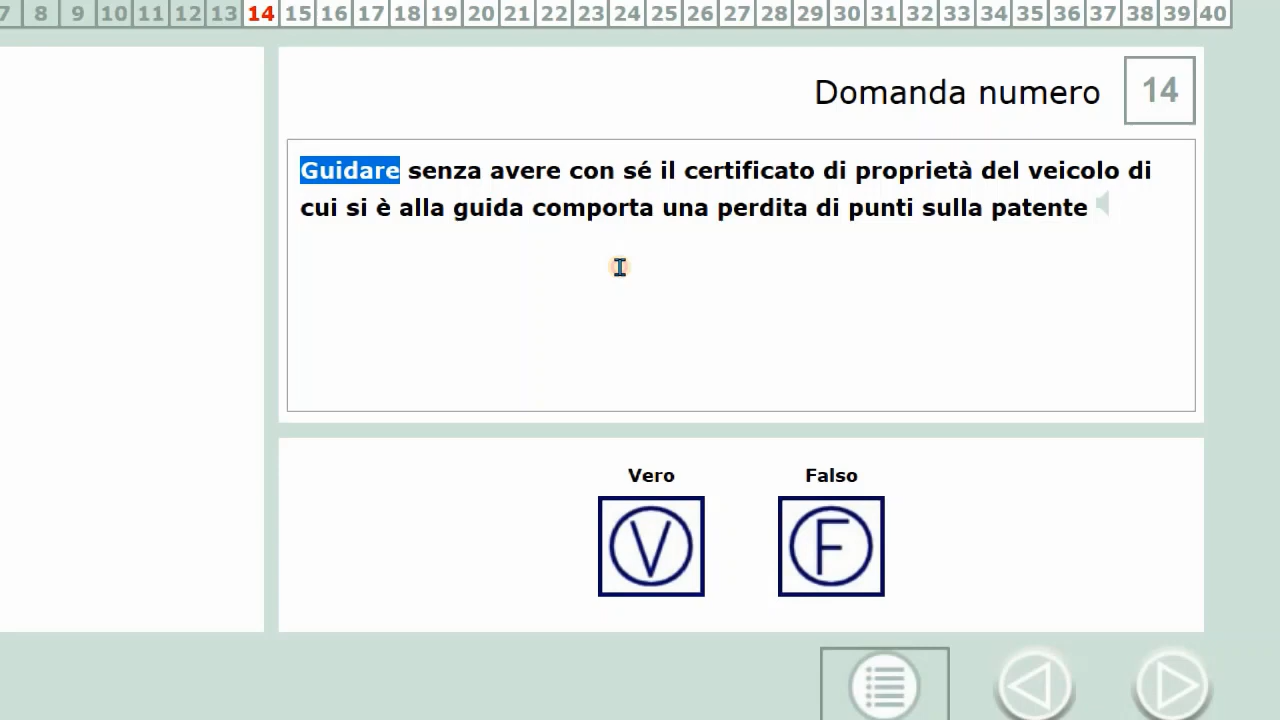 7 8 9 10 11 12 13 14 15 16 17 18 19 20 21 22 23 24 25 26 27 28 29 30 31 32 33 34 35 36 37 38 39 40
Domanda numero 14
Guidare senza avere con sé il certificato di proprietà del veicolo di
cui si è alla guida comporta una perdita di punti sulla patente
Vero Falso
V F